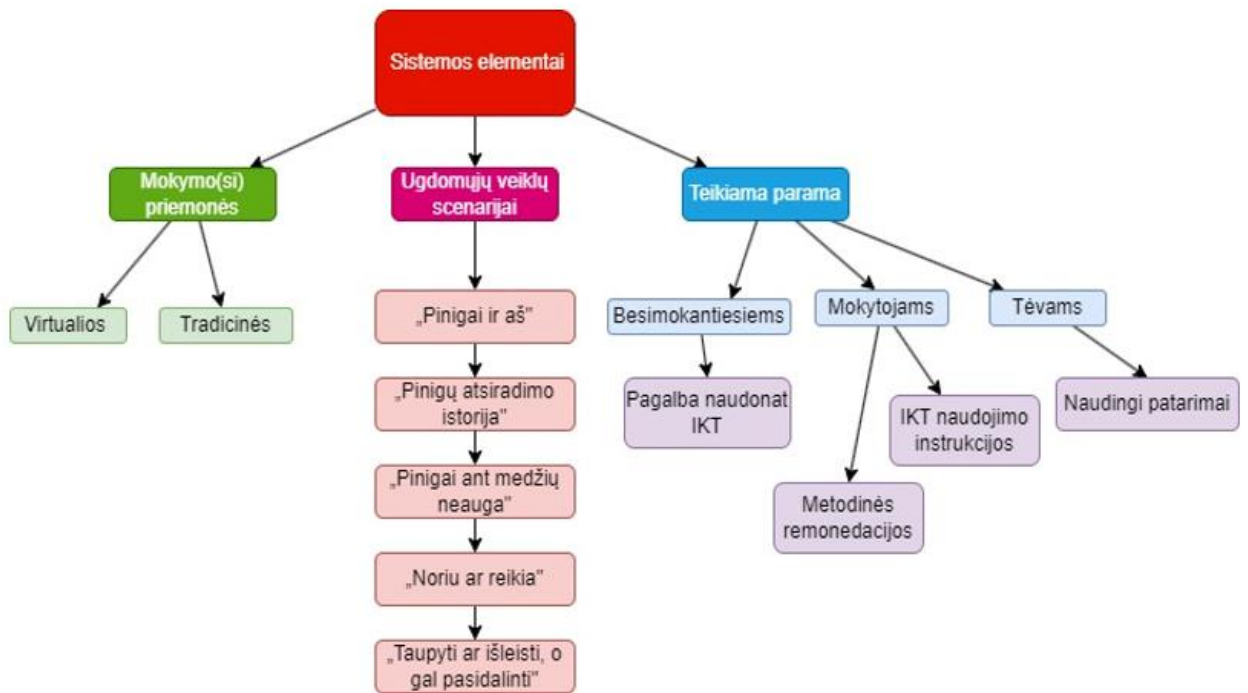 Sistemos elementai
Mokymo(si)
priemonės
Ugdomųjų veiklų
scenarijai
Teikiama parama
Virtualios
Tradicinės
„Pinigai ir aš”
„Pinigų atsiradimo
istorija”
„Pinigai ant medžių
neauga”
„Noriu ar reikia”
„Taupyti ar išleisti, o
gal pasidalinti”
Besimokantiesiems
Mokytojams
Tėvams
Pagalba naudonat
IKT
IKT naudojimo
instrukcijos
Naudingi patarimai
Metodinės
remonedacijos